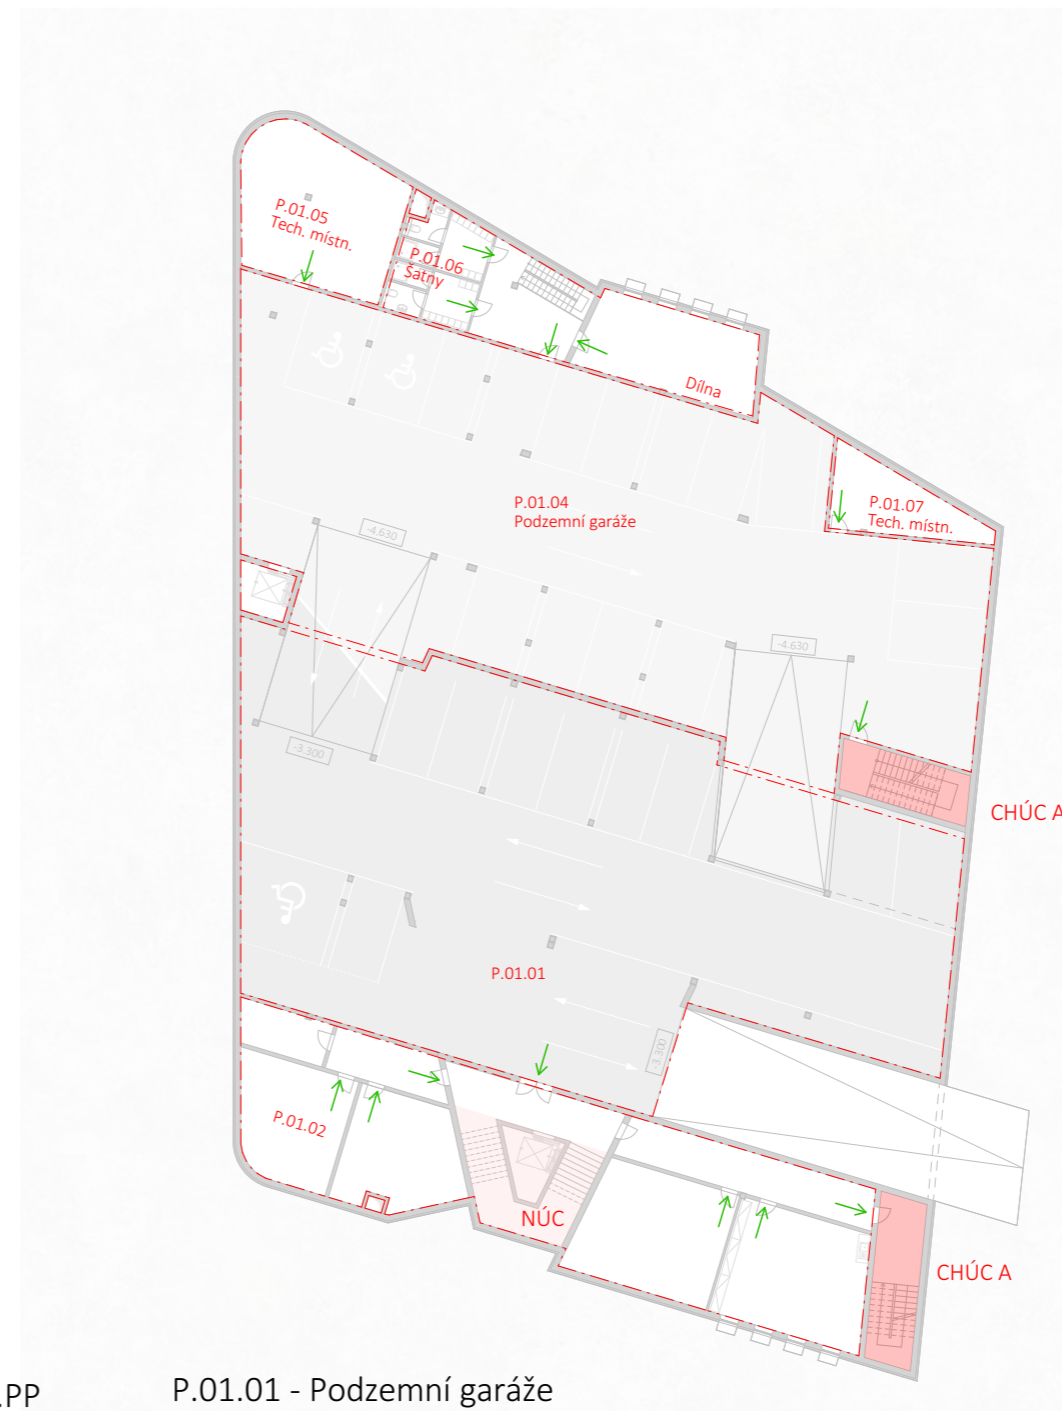 P.01.05
Tech. místn.
P.01.06
Šatny
Dílna
P.01.04
Podzemní garáže
P.01.07
Tech. místn.
-4.630
-4.630
-3.300
CHÚC A
P.01.01
-3.300
P.01.02
NÚC
CHÚC A
.PP
P.01.01 - Podzemní garáže